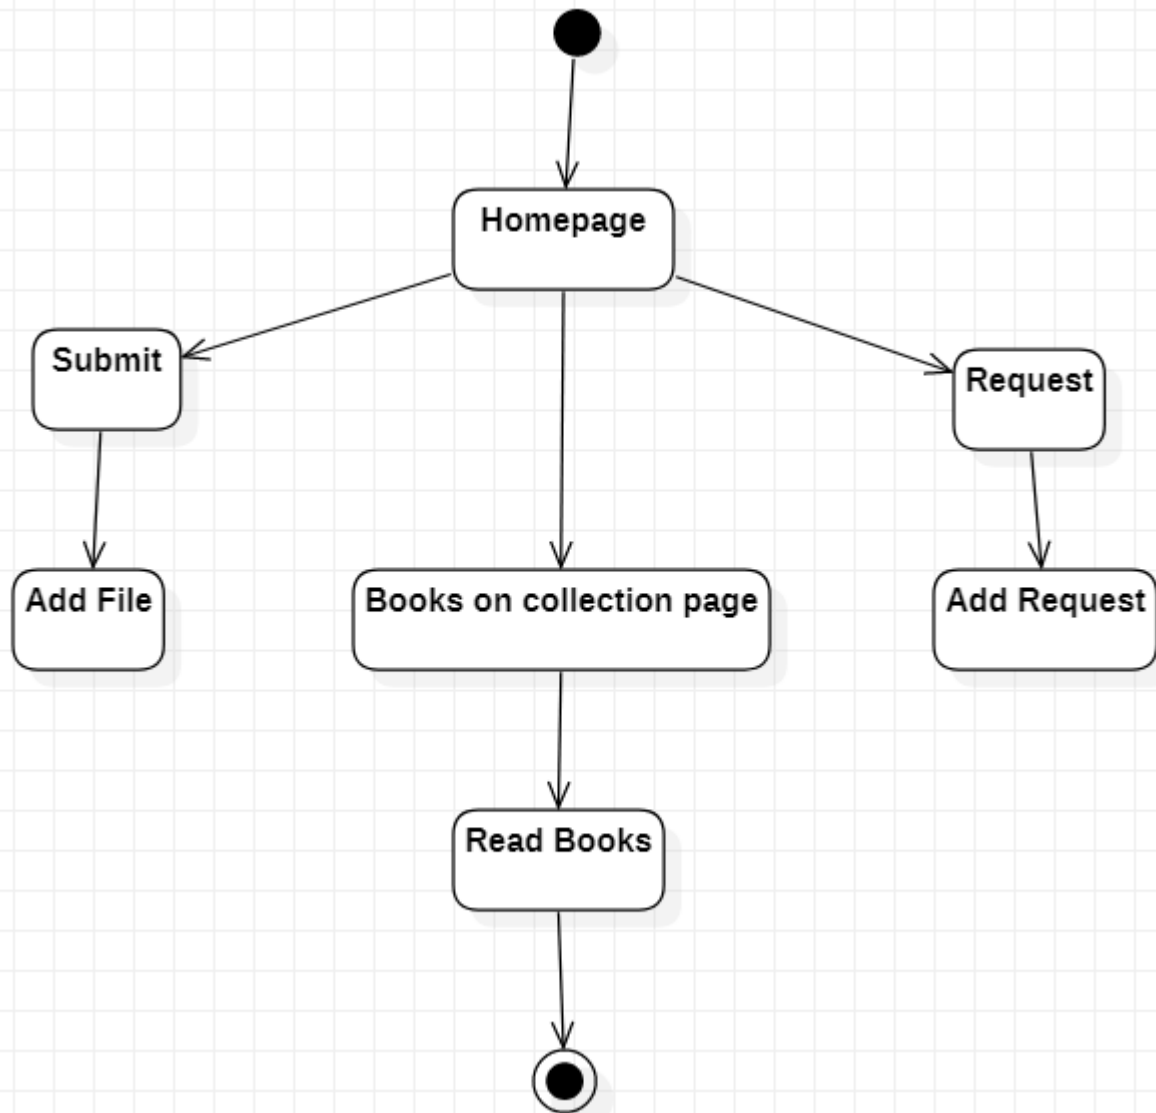 Homepage
Submit
Request
Add File
Books on collection page
Add Request
Read Books